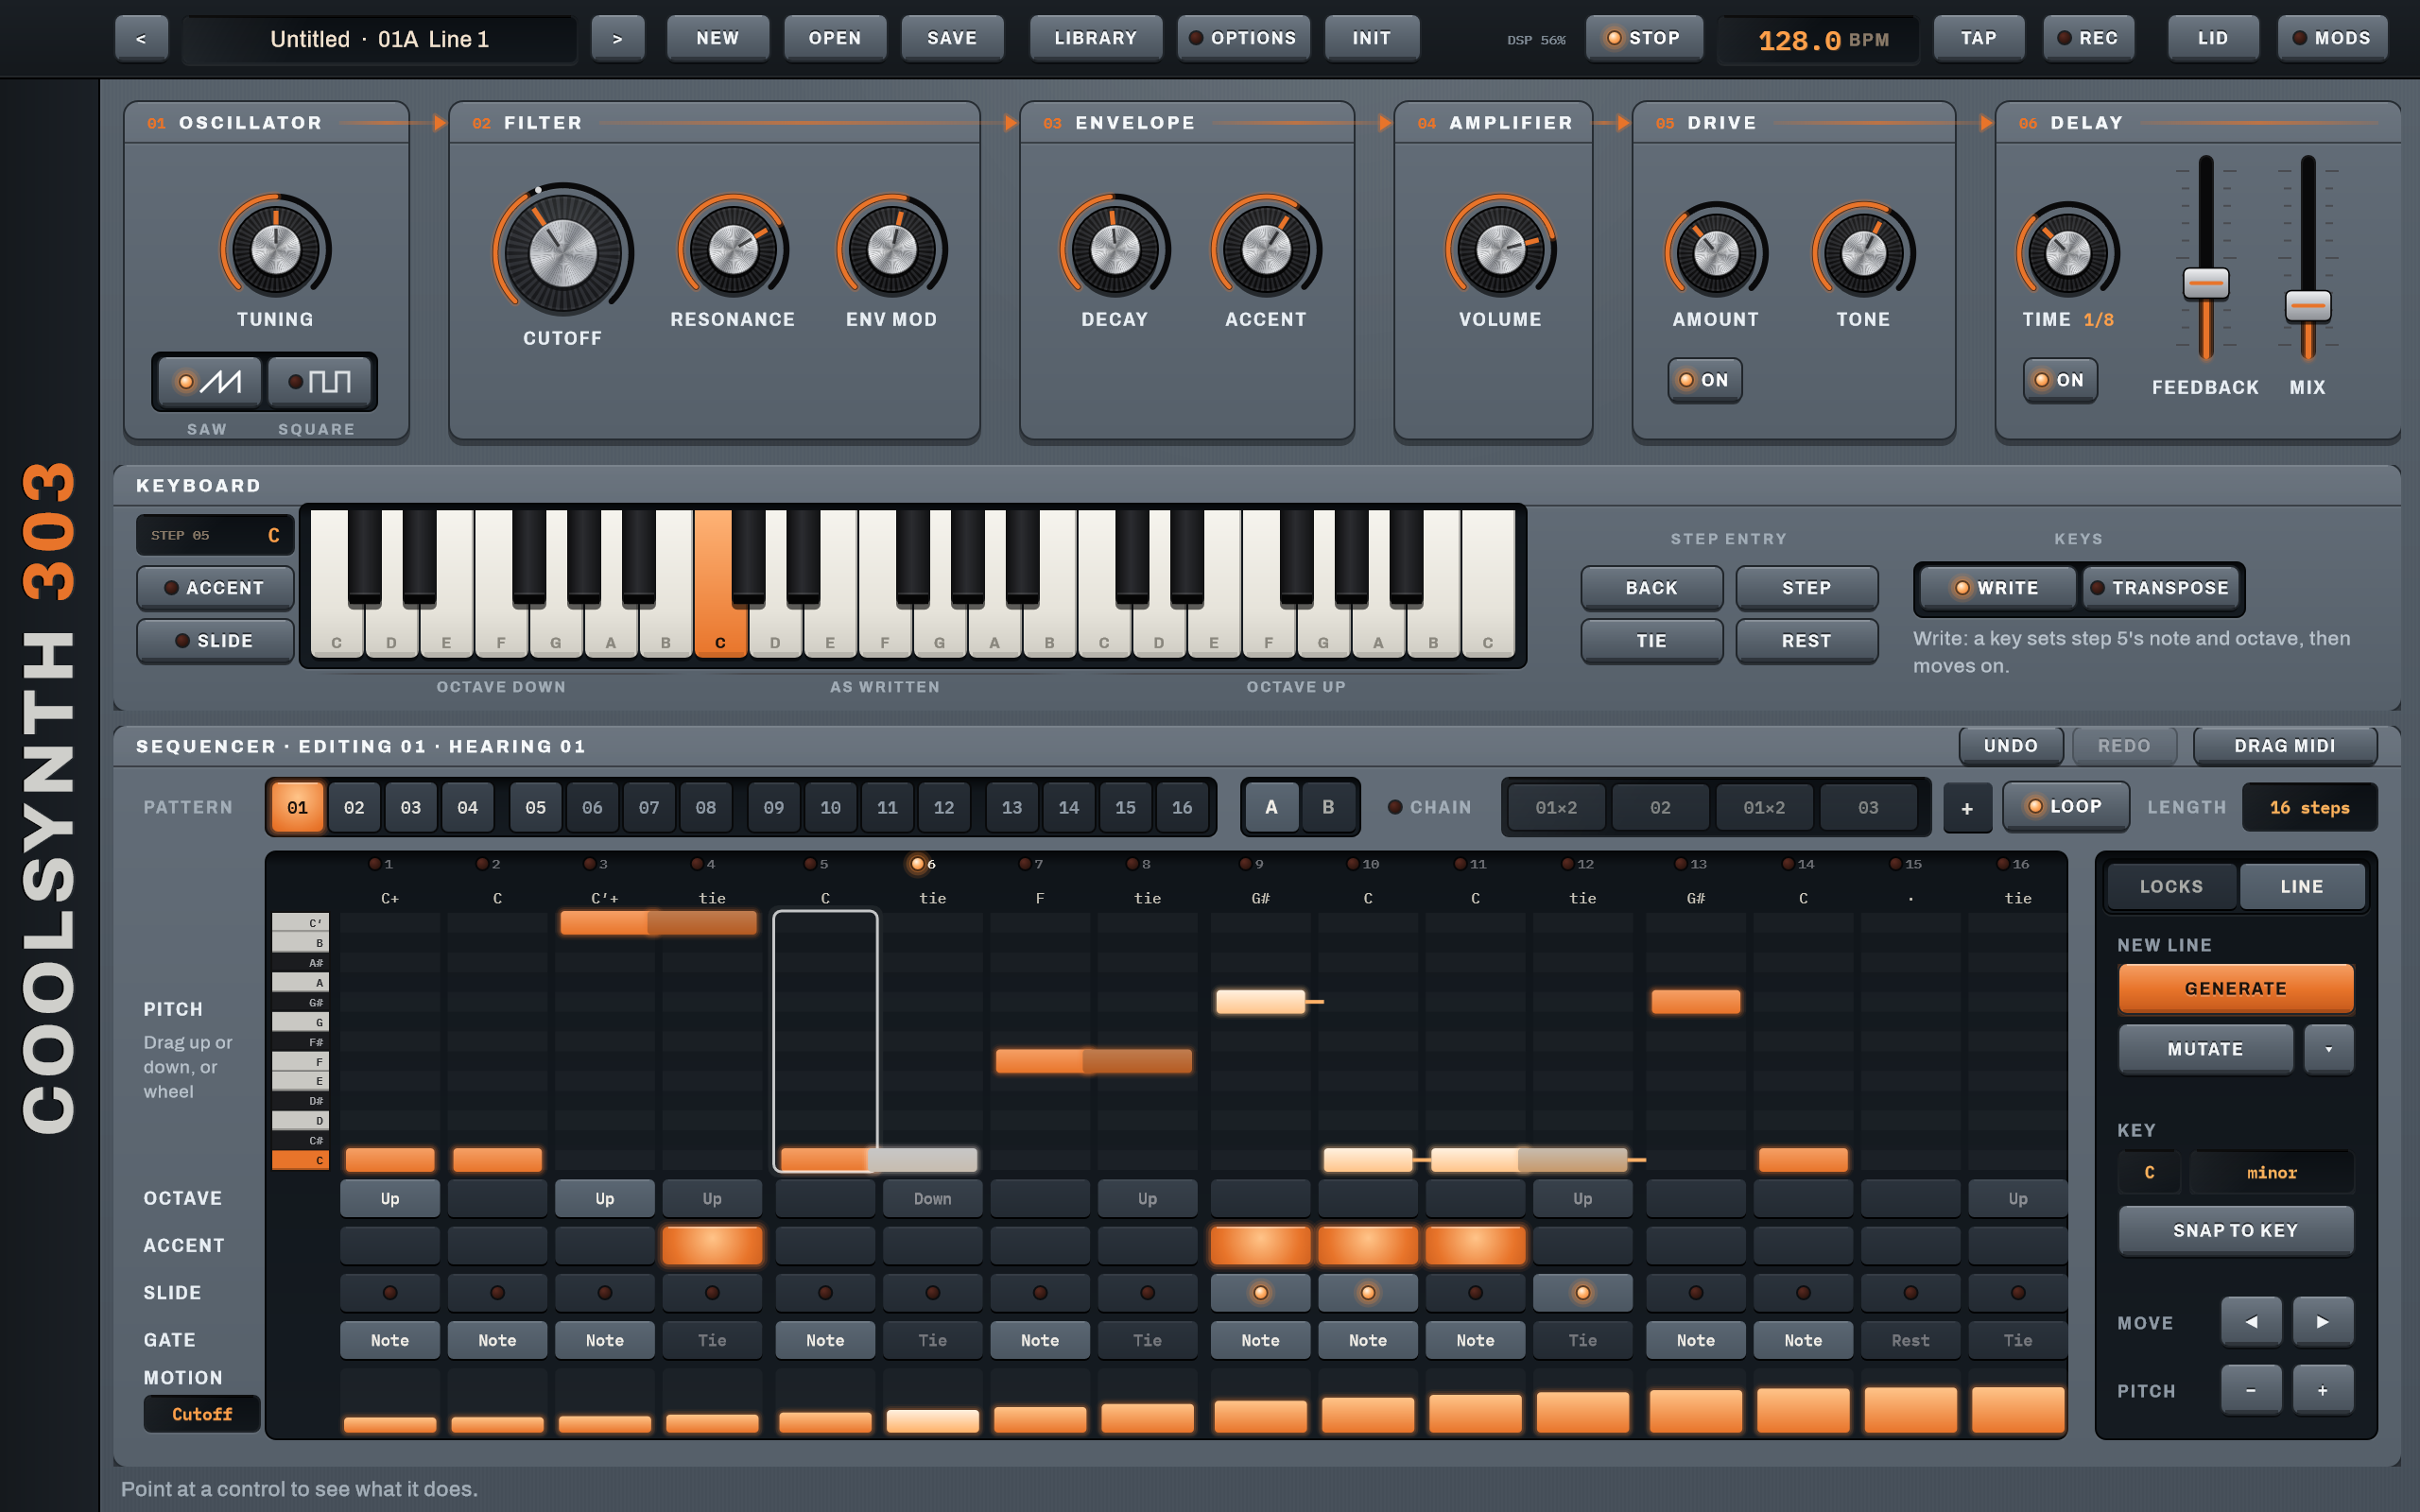 < Untitled · 01A Line 1 > NEW OPEN SAVE LIBRARY OPTIONS INIT DSP 56% STOP 128.0 BPM TAP REC LID MODS
COOLSYNTH 303
01 OSCILLATOR 02 FILTER 03 ENVELOPE 04 AMPLIFIER 05 DRIVE 06 DELAY
TUNING CUTOFF RESONANCE ENV MOD DECAY ACCENT VOLUME AMOUNT TONE TIME 1/8
ON ON FEEDBACK MIX
SAW SQUARE
KEYBOARD
STEP 05 C
ACCENT
SLIDE
C D E F G A B C D E F G A B C D E F G A B C
OCTAVE DOWN AS WRITTEN OCTAVE UP
STEP ENTRY KEYS
BACK STEP WRITE TRANSPOSE
TIE REST
Write: a key sets step 5's note and octave, then
moves on.
SEQUENCER · EDITING 01 · HEARING 01 UNDO REDO DRAG MIDI
PATTERN 01 02 03 04 05 06 07 08 09 10 11 12 13 14 15 16 A B CHAIN 01×2 02 01×2 03 + LOOP LENGTH 16 steps
1 2 3 4 5 6 7 8 9 10 11 12 13 14 15 16
C+ C C'+ tie C tie F tie G# C C tie G# C · tie
C'
B
A#
A
G#
G
F#
F
E
D#
D
C#
C
PITCH
Drag up or
down, or
wheel
OCTAVE Up Up Up Down Up Up Up
ACCENT
SLIDE
GATE Note Note Note Tie Note Tie Note Tie Note Note Note Tie Note Note Rest Tie
MOTION
Cutoff
LOCKS LINE
NEW LINE
GENERATE
MUTATE
KEY
C minor
SNAP TO KEY
MOVE
PITCH − +
Point at a control to see what it does.